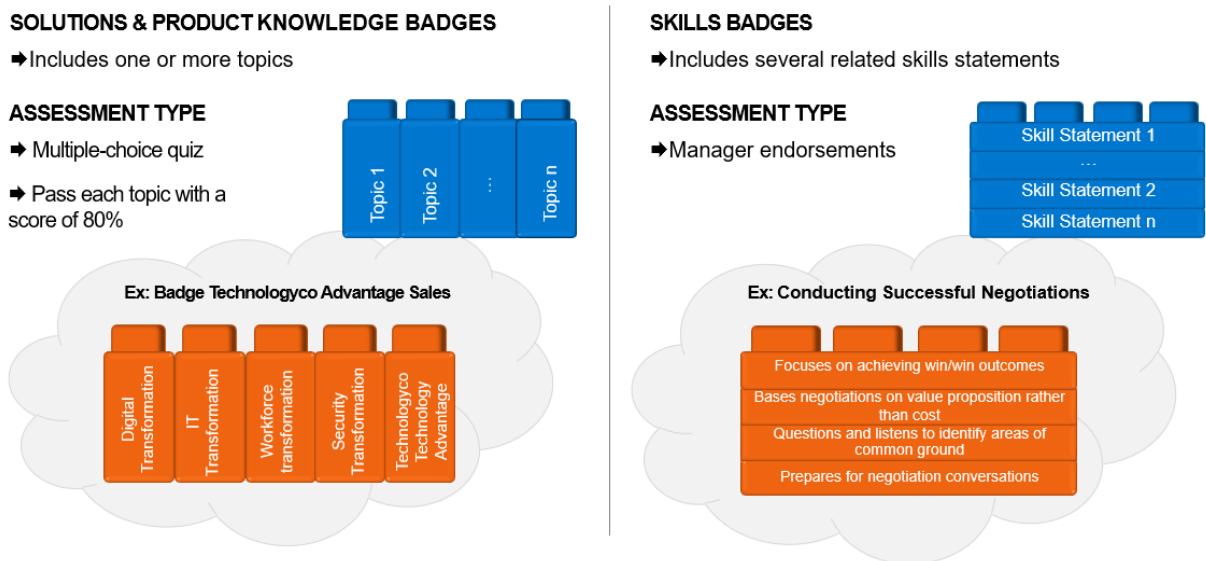 SOLUTIONS & PRODUCT KNOWLEDGE BADGES
➡Includes one or more topics
ASSESSMENT TYPE
➡ Multiple-choice quiz
➡ Pass each topic with a
score of 80%
Topic 1
Topic 2
…
Topic n
Ex: Badge Technologyco Advantage Sales
Digital
Transformation
IT
Transformation
Workforce
transformation
Security
Transformation
Technologyco
Technology
Advantage
SKILLS BADGES
➡Includes several related skills statements
ASSESSMENT TYPE
➡Manager endorsements
Skill Statement 1
…
Skill Statement 2
Skill Statement n
Ex: Conducting Successful Negotiations
Focuses on achieving win/win outcomes
Bases negotiations on value proposition rather
than cost
Questions and listens to identify areas of
common ground
Prepares for negotiation conversations